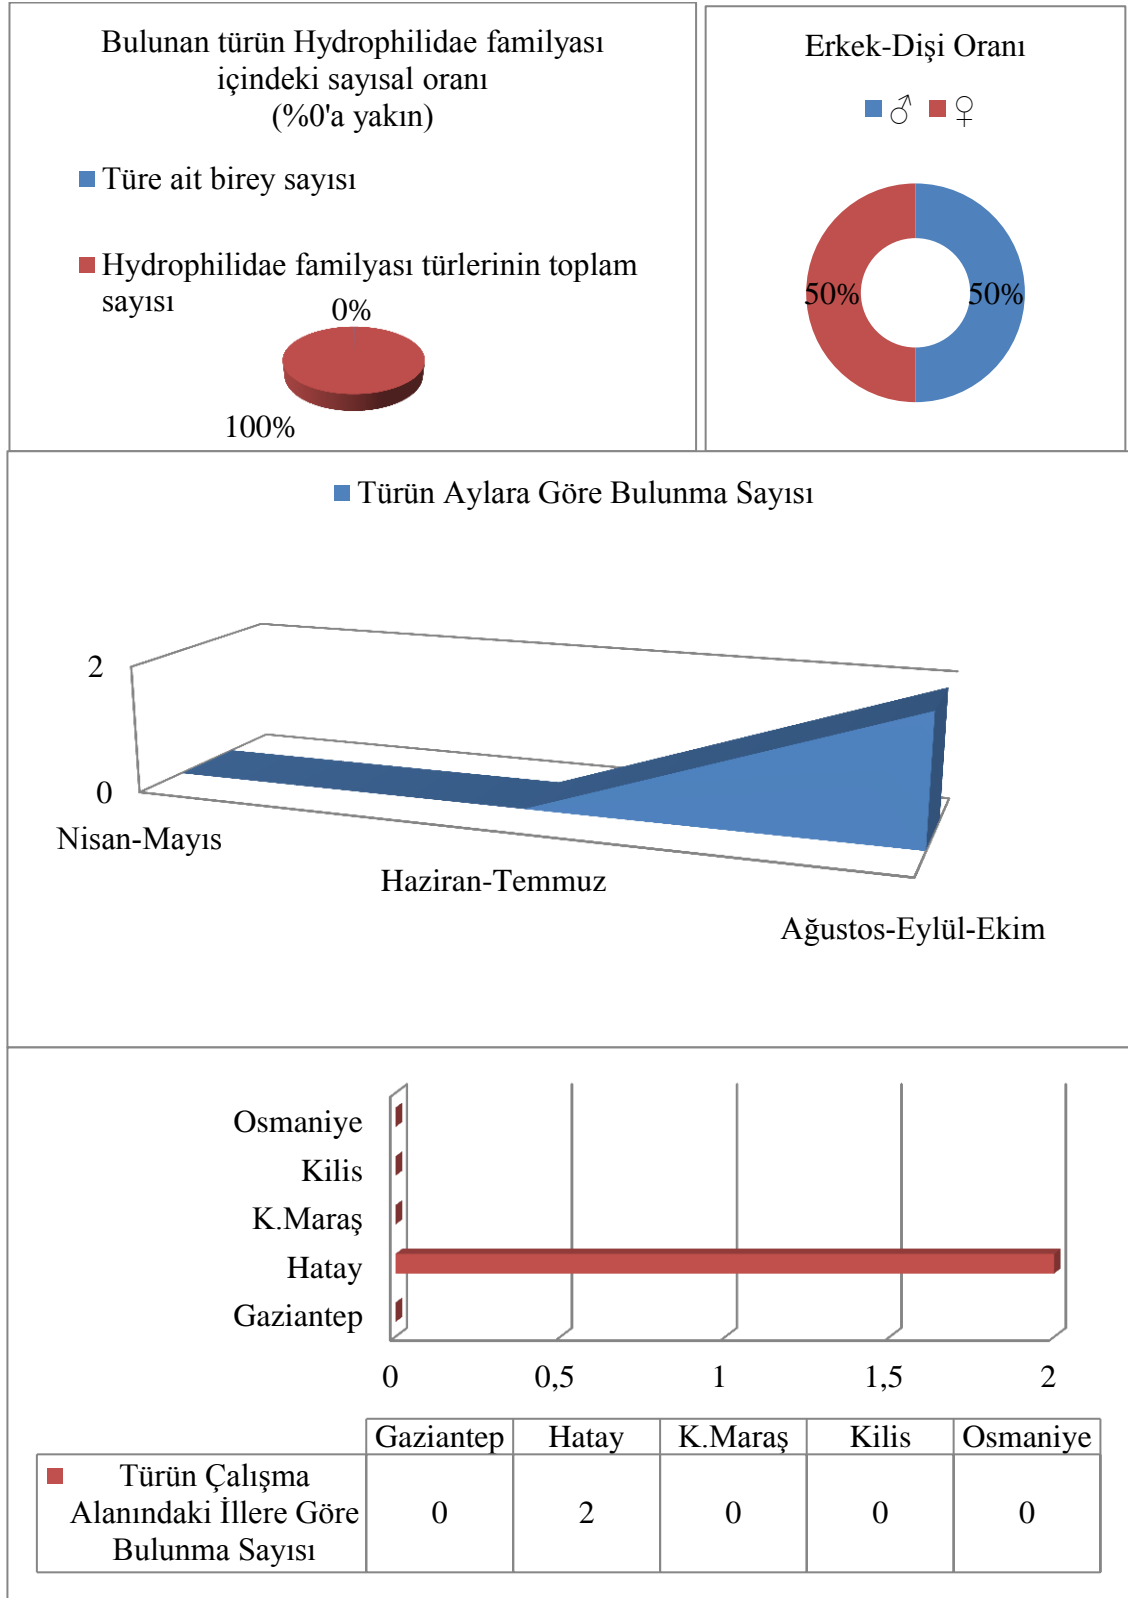 Bulunan türün Hydrophilidae familyası
içindeki sayısal oranı
(%0'a yakın)
Türe ait birey sayısı
Hydrophilidae familyası türlerinin toplam
sayısı
0%
100%
Erkek-Dişi Oranı
♂ ♀
50% 50%
Türün Aylara Göre Bulunma Sayısı
2
0
Nisan-Mayıs
Haziran-Temmuz
Ağustos-Eylül-Ekim
Osmaniye
Kilis
K.Maraş
Hatay
Gaziantep
0 0,5 1 1,5 2
Gaziantep Hatay K.Maraş Kilis Osmaniye
Türün Çalışma
Alanındaki İllere Göre
Bulunma Sayısı
0 2 0 0 0